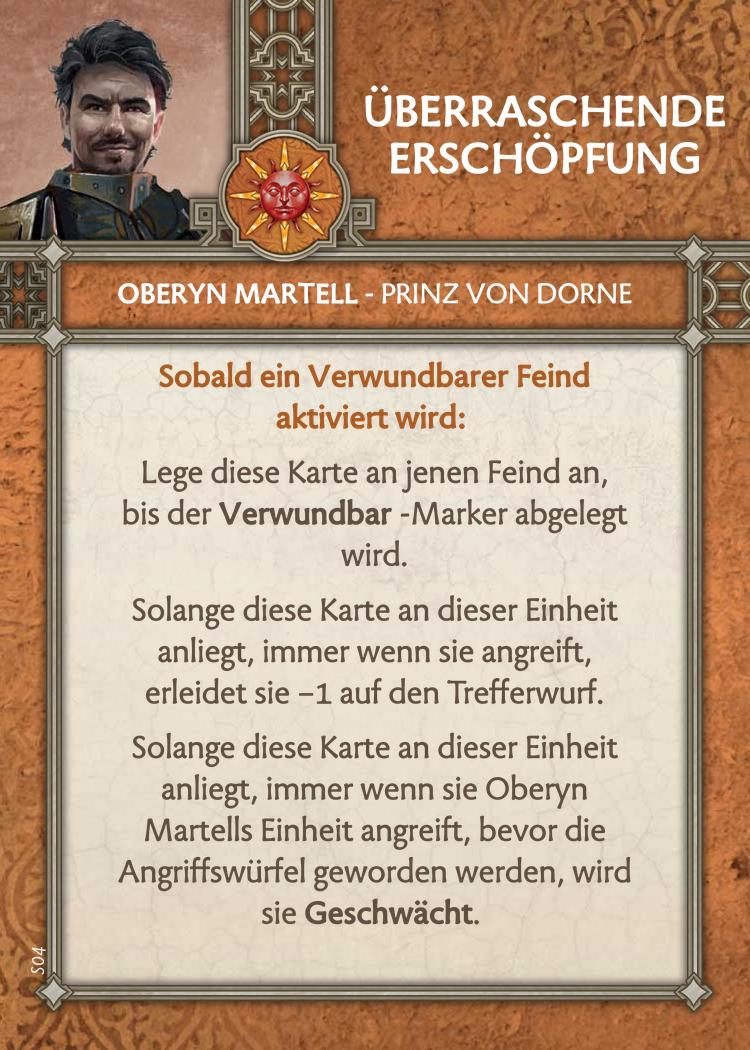 ÜBERRASCHENDE
ERSCHÖPFUNG
OBERYN MARTELL - PRINZ VON DORNE
Sobald ein Verwundbarer Feind
aktiviert wird:
Lege diese Karte an jenen Feind an,
bis der Verwundbar -Marker abgelegt
wird.
Solange diese Karte an dieser Einheit
anliegt, immer wenn sie angreift,
erleidet sie −1 auf den Trefferwurf.
Solange diese Karte an dieser Einheit
anliegt, immer wenn sie Oberyn
Martells Einheit angreift, bevor die
Angriffswürfel geworden werden, wird
sie Geschwächt.
S04